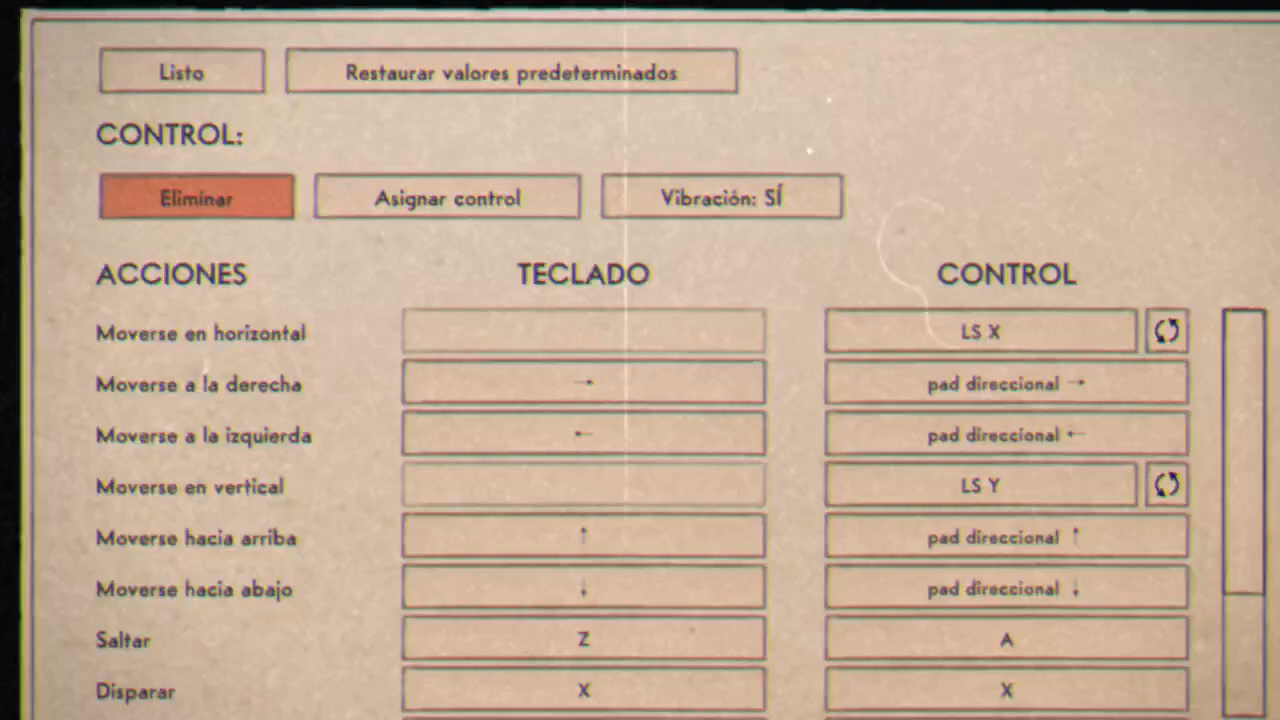 Listo Restaurar valores predeterminados
CONTROL:
Eliminar Asignar control Vibración: SÍ
ACCIONES TECLADO CONTROL
Moverse en horizontal LS X
Moverse a la derecha → pad direccional →
Moverse a la izquierda ← pad direccional ←
Moverse en vertical LS Y
Moverse hacia arriba ↑ pad direccional ↑
Moverse hacia abajo ↓ pad direccional ↓
Saltar Z A
Disparar X X